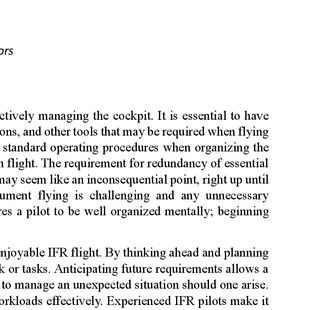 ors
ctively managing the cockpit. It is essential to have
ons, and other tools that may be required when flying
standard operating procedures when organizing the
flight. The requirement for redundancy of essential
may seem like an inconsequential point, right up until
ument flying is challenging and any unnecessary
es a pilot to be well organized mentally; beginning
njoyable IFR flight. By thinking ahead and planning
k or tasks. Anticipating future requirements allows a
to manage an unexpected situation should one arise.
orkloads effectively. Experienced IFR pilots make it